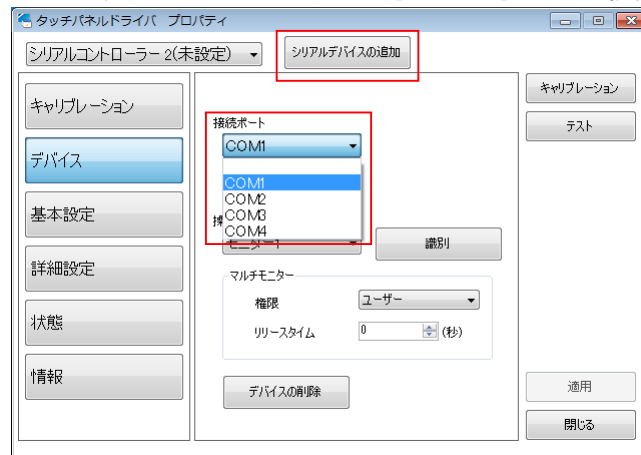 タッチパネルドライバ プロパティ
シリアルコントローラー 2(未設定)
シリアルデバイスの追加
キャリブレーション
デバイス
基本設定
詳細設定
状態
情報
接続ポート
COM1
COM1
COM2
COM3
COM4
モニター1
識別
マルチモニター
権限
ユーザー
リリースタイム
0
(秒)
デバイスの削除
キャリブレーション
テスト
適用
閉じる